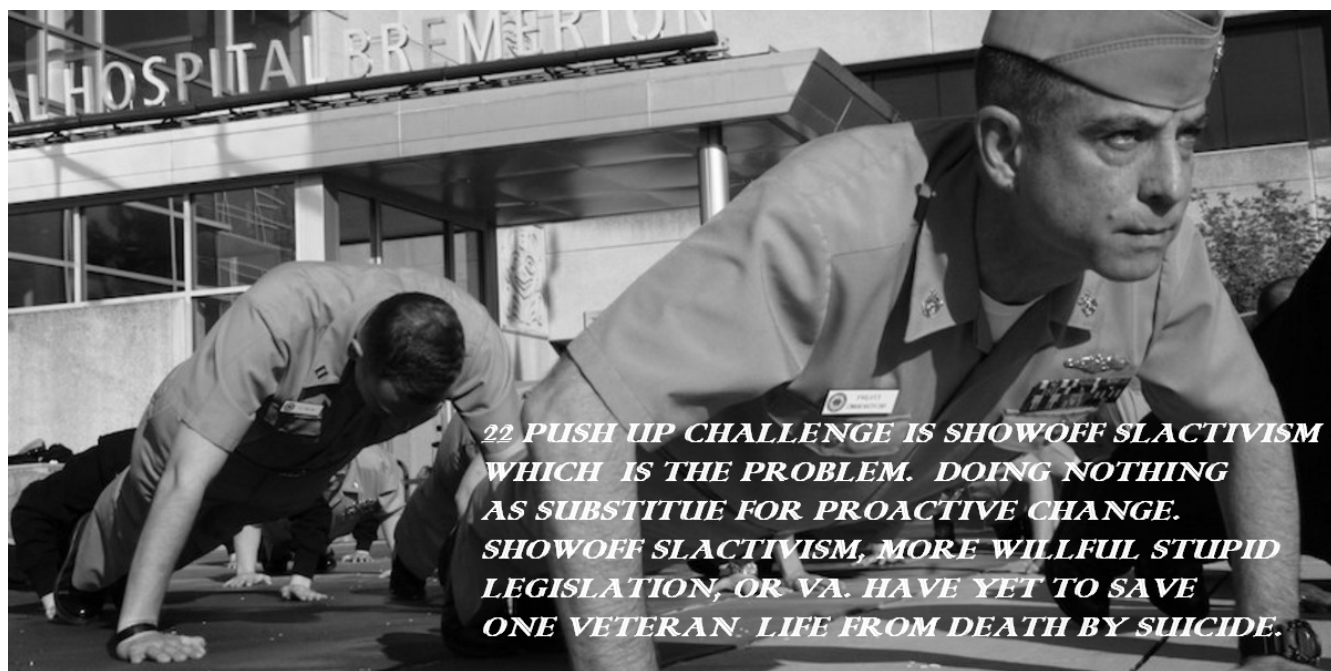 AL HOSPITAL BREMERTON
22 PUSH UP CHALLENGE IS SHOWOFF SLACTIVISM
WHICH IS THE PROBLEM. DOING NOTHING
AS SUBSTITUE FOR PROACTIVE CHANGE.
SHOWOFF SLACTIVISM, MORE WILLFUL STUPID
LEGISLATION, OR VA. HAVE YET TO SAVE
ONE VETERAN LIFE FROM DEATH BY SUICIDE.